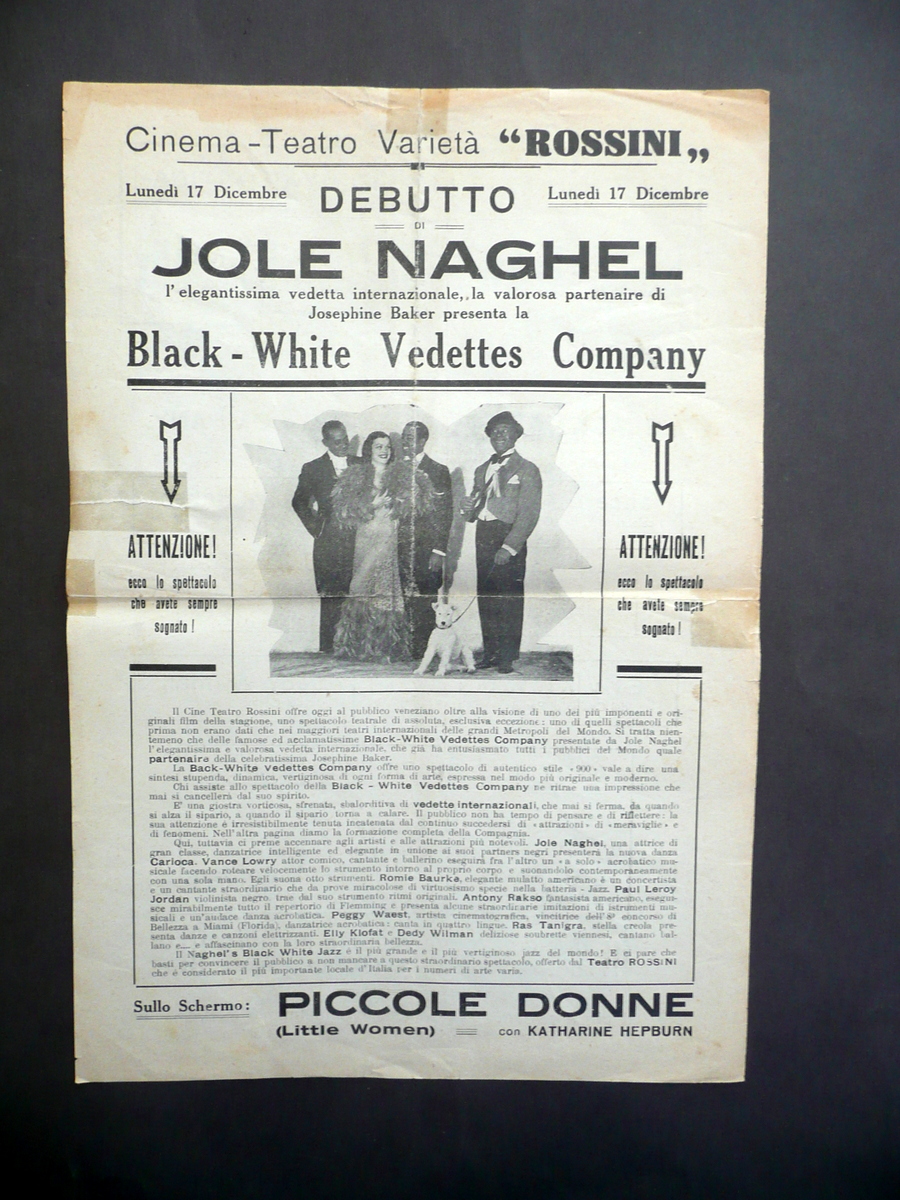 Cinema - Teatro Varietà “ROSSINI„
Lunedì 17 Dicembre
DEBUTTO
Lunedì 17 Dicembre
DI
JOLE NAGHEL
l'elegantissima vedetta internazionale, la valorosa partenaire di
Josephine Baker presenta la
Black - White Vedettes Company
ATTENZIONE!
ecco lo spettacolo
che avete sempre
sognato !
ATTENZIONE!
ecco lo spettacolo
che avete sempre
sognato !
Il Cine Teatro Rossini offre oggi al pubblico veneziano oltre alla visione di uno dei più imponenti e ori-
ginali film della stagione, uno spettacolo teatrale di assoluta, esclusiva eccezione: uno di quelli spettacoli che
prima non erano dati che nei maggiori teatri internazionali delle grandi Metropoli del Mondo. Si tratta nien-
temeno che delle famose ed acclamatissime Black-White Vedettes Company presentate da Jole Naghel
l'elegantissima e valorosa vedetta internazionale, che già ha entusiasmato tutti i pubblici del Mondo quale
partenaire della celebratissima Josephine Baker.
La Back-White Vedettes Company offre uno spettacolo di autentico stile «900» vale a dire una
sintesi stupenda, dinamica, vertiginosa di ogni forma di arte, espressa nel modo più originale e moderno.
Chi assiste allo spettacolo della Black - White Vedettes Company ne ritrae una impressione che
mai si cancellerà dal suo spirito.
E' una giostra vorticosa, sfrenata, sbalorditiva di vedette internazionali, che mai si ferma, da quando
si alza il sipario, a quando il sipario torna a calare. Il pubblico non ha tempo di pensare e di riflettere: la
sua attenzione è irresistibilmente tenuta incatenata dal continuo succedersi di «attrazioni» di «meraviglie» e
di fenomeni. Nell'altra pagina diamo la formazione completa della Compagnia.
Qui, tuttavia ci preme accennare agli artisti e alle attrazioni più notevoli. Jole Naghel, una attrice di
gran classe, danzatrice intelligente ed elegante in unione ai suoi partners negri presenterà la nuova danza
Carioca. Vance Lowry attor comico, cantante e ballerino eseguirà fra l'altro un «a solo» acrobatico mu-
sicale facendo roteare velocemente lo strumento intorno al proprio corpo e suonandolo contemporaneamente
con una sola mano. Egli suona otto strumenti. Romie Baurke, elegante mulatto americano è un concertista
e un cantante straordinario che da prove miracolose di virtuosismo specie nella batteria - Jazz. Paul Leroy
Jordan violinista negro, trae dal suo strumento ritmi originali. Antony Rakso fantasista americano, esegui-
sce mirabilmente tutto il repertorio di Flemming e presenta alcune straordinarie imitazioni di istrumenti mu-
sicali e un'audace danza acrobatica. Peggy Waest, artista cinematografica, vincitrice dell'8° concorso di
Bellezza a Miami (Florida), danzatrice acrobatica: canta in quattro lingue. Ras Tanigra, stella creola pre-
senta danze e canzoni elettrizzanti. Elly Klofat e Dedy Wilman deliziose soubrette viennesi, cantano bal-
lano e.... e affascinano con la loro straordinaria bellezza.
Il Naghel's Black White Jazz è il più grande e il più vertiginoso jazz del mondo! E ci pare che
basti per convincere il pubblico a non mancare a questo straordinario spettacolo, offerto dal Teatro ROSSINI
che è considerato il più importante locale d'Italia per i numeri di arte varia.
Sullo Schermo: PICCOLE DONNE
(Little Women) con KATHARINE HEPBURN